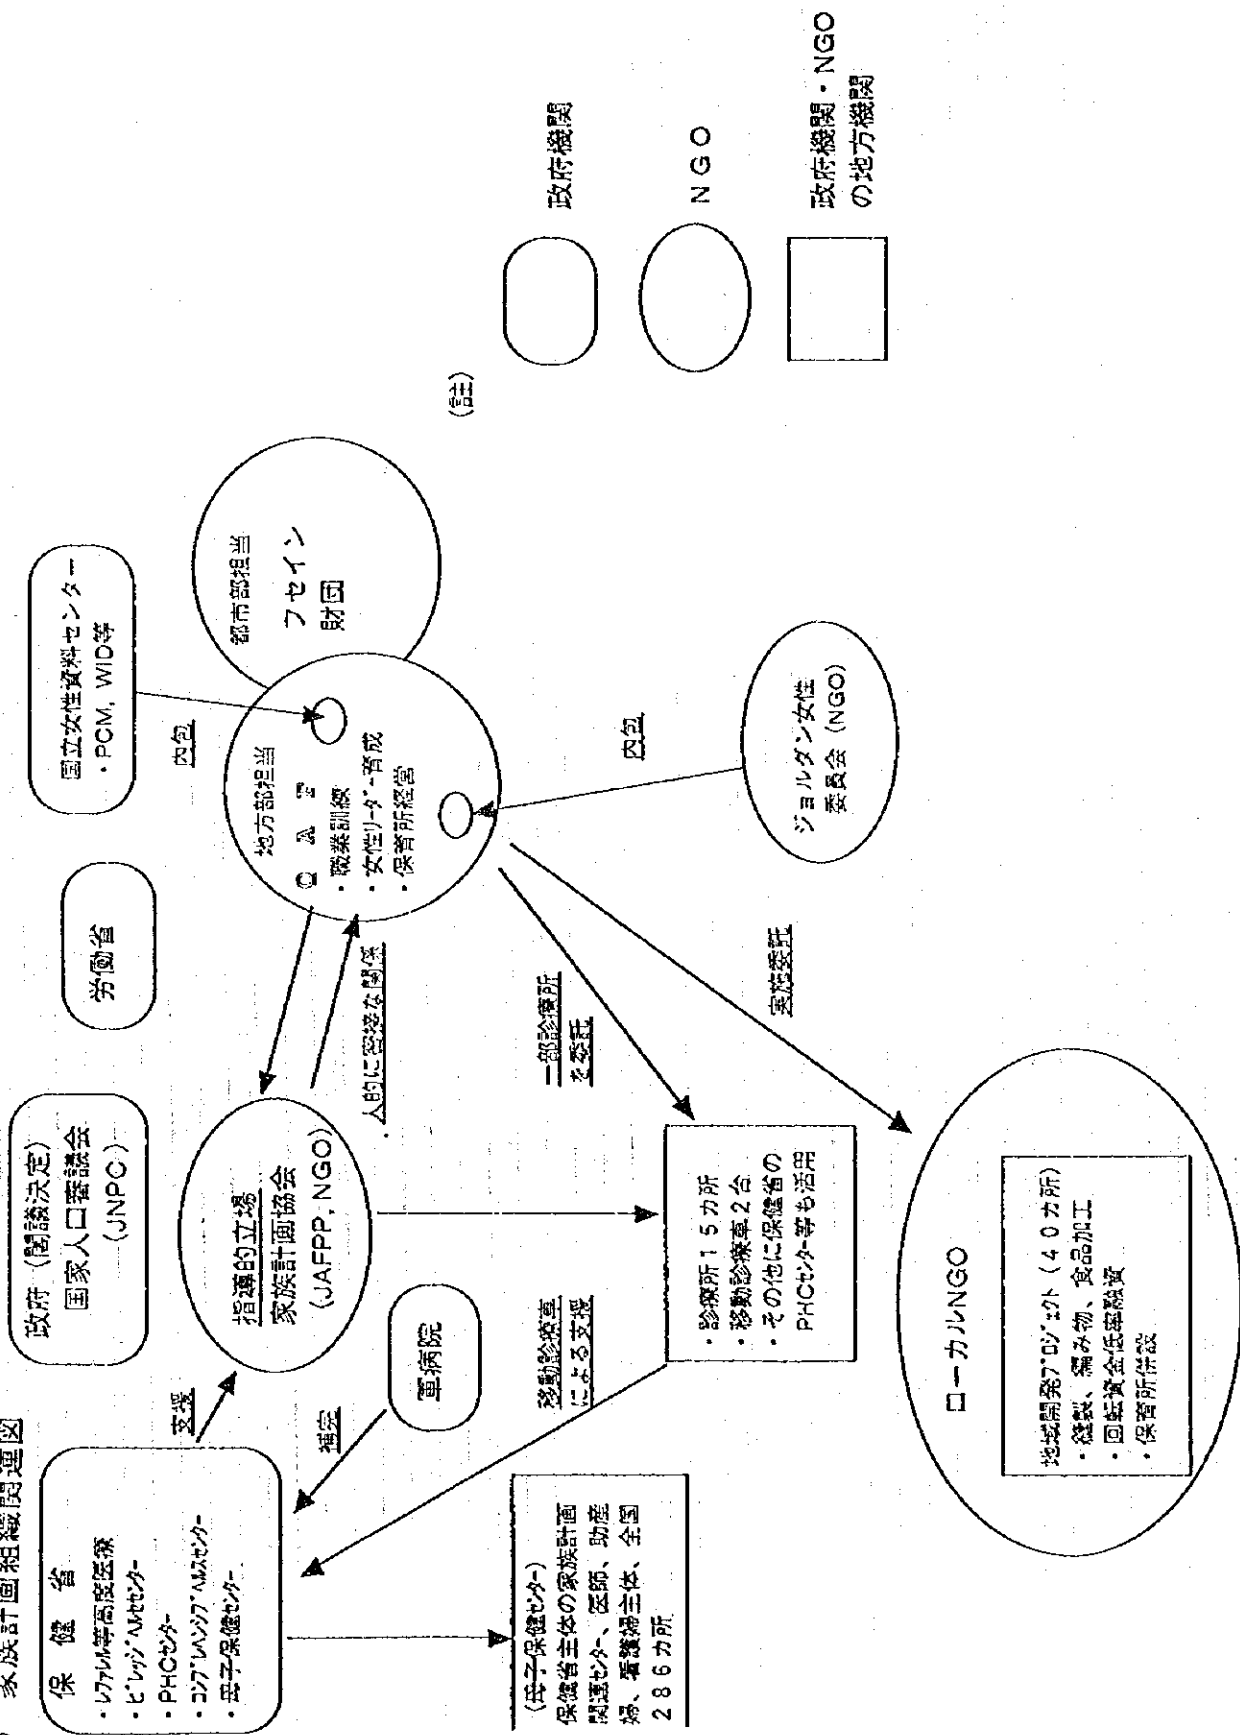 家族計画組織関連図
保健省
・レファレル等高度医療
・ビレッジヘルセンター
・PHCセンター
・コンプレヘンシブヘルスセンター
・母子保健センター
支援
政府（閣議決定）
国家人口審議会
（JNPC）
労働省
国立女性資料センター
・PCM, WID等
内包
指導的立場
家族計画協会
（JAFPP, NGO）
人的に密接な関係
地方部担当
ＱＡＦ
・職業訓練
・女性リーダー育成
・保育所経営
都市部担当
フセイン
財団
補完
軍病院
移動診療車
による支援
一部診療所
を委託
実施委託
内包
ジョルダン女性
委員会（NGO）
（母子保健センター）
保健省主体の家族計画
関連センター、医師、助産
婦、看護婦主体、全国
２８６カ所
・診療所１５カ所
・移動診療車２台
・その他に保健省の
PHCセンター等も活用
ローカルNGO
地域開発プロジェクト（４０カ所）
・縫製、編み物、食品加工
・回転資金低率融資
・保育所併設
（註）
政府機関
ＮＧＯ
政府機関・NGO
の地方機関